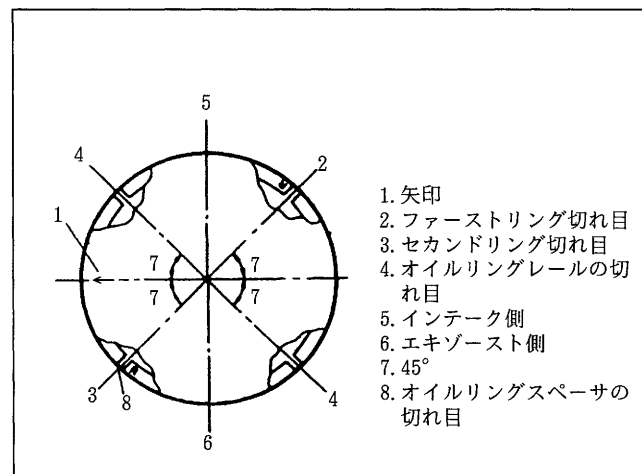 5
4
2
1
7
7
7
7
3
8
4
6
1. 矢印
2. ファーストリング切れ目
3. セカンドリング切れ目
4. オイルリングレールの切
れ目
5. インテーク側
6. エキゾースト側
7. 45°
8. オイルリングスペーサの
切れ目